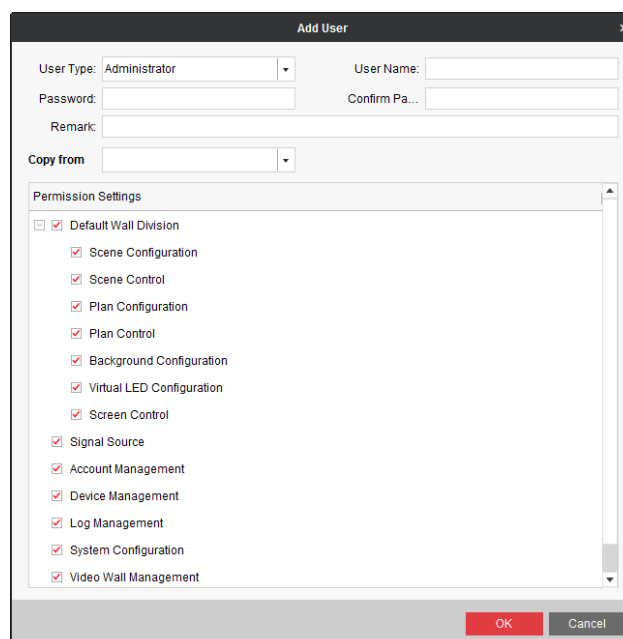 Add User
User Type: Administrator User Name:
Password: Confirm Pa...
Remark:
Copy from
Permission Settings
Default Wall Division
Scene Configuration
Scene Control
Plan Configuration
Plan Control
Background Configuration
Virtual LED Configuration
Screen Control
Signal Source
Account Management
Device Management
Log Management
System Configuration
Video Wall Management
OK Cancel